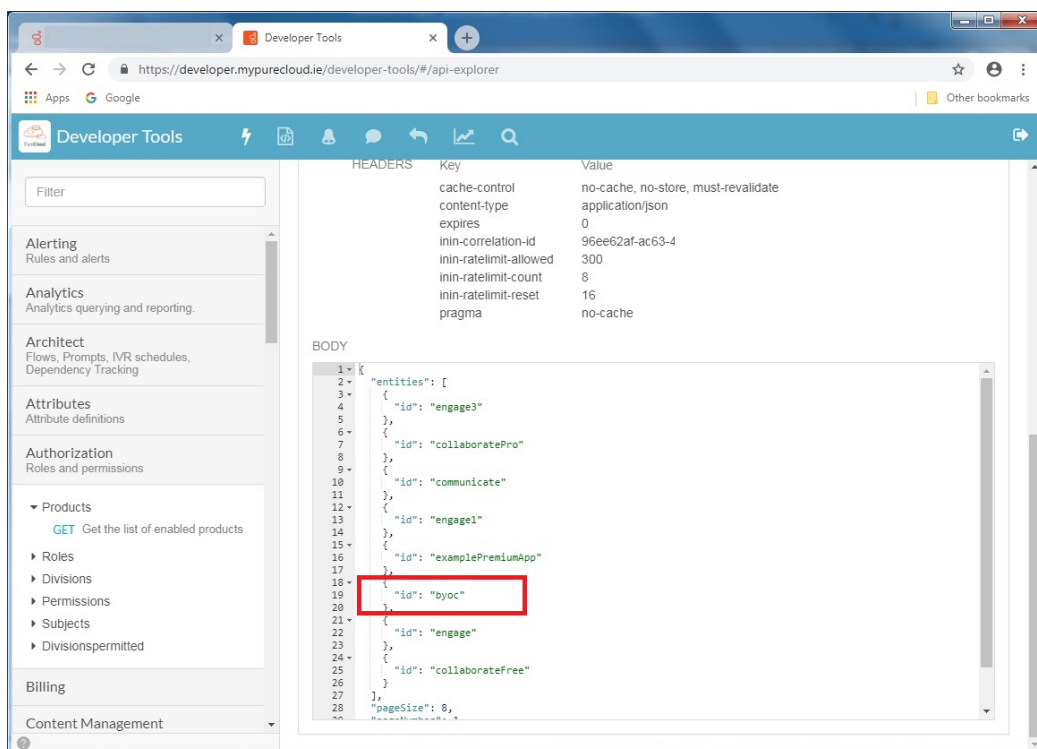 Developer Tools
https://developer.mypurecloud.ie/developer-tools/#/api-explorer
Apps Google Other bookmarks
Developer Tools
Filter
Alerting
Rules and alerts
Analytics
Analytics querying and reporting.
Architect
Flows, Prompts, IVR schedules,
Dependency Tracking
Attributes
Attribute definitions
Authorization
Roles and permissions
Products
GET Get the list of enabled products
Roles
Divisions
Permissions
Subjects
Divisionspermitted
Billing
Content Management
HEADERS Key Value
cache-control no-cache, no-store, must-revalidate
content-type application/json
expires 0
inin-correlation-id 96ee62af-ac63-4
inin-ratelimit-allowed 300
inin-ratelimit-count 8
inin-ratelimit-reset 16
pragma no-cache
BODY
1 {
2 "entities": [
3 {
4 "id": "engage3"
5 },
6 {
7 "id": "collaboratePro"
8 },
9 {
10 "id": "communicate"
11 },
12 {
13 "id": "engage1"
14 },
15 {
16 "id": "examplePremiumApp"
17 },
18 {
19 "id": "byoc"
20 },
21 {
22 "id": "engage"
23 },
24 {
25 "id": "collaborateFree"
26 }
27 ],
28 "pageSize": 8,